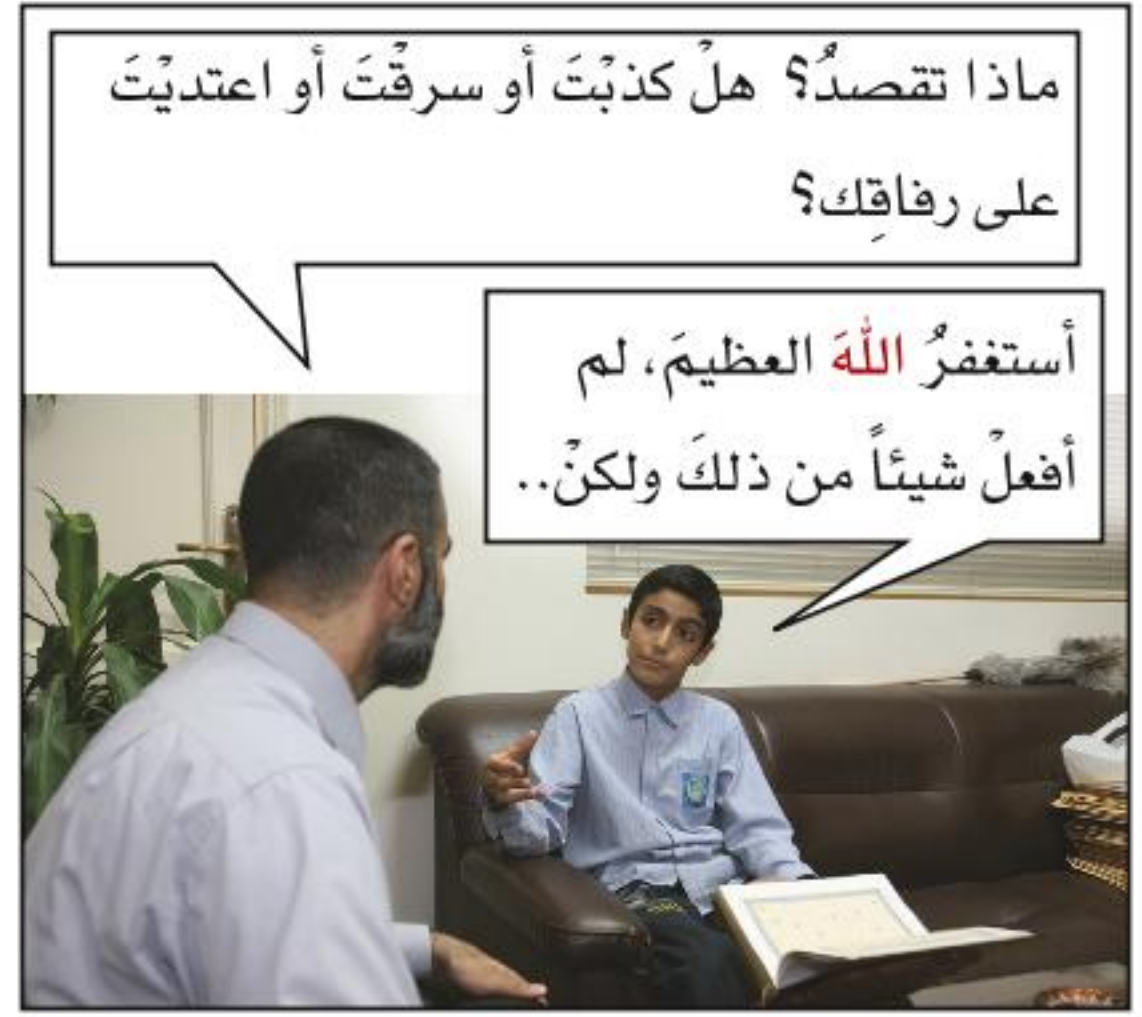 ماذا تقصدُ؟ هلْ كذبْتَ أو سرقْتَ أو اعتديْتَ
على رفاقِك؟
أستغفرُ اللهَ العظيمَ، لم
أفعلْ شيئاً من ذلكَ ولكنْ..